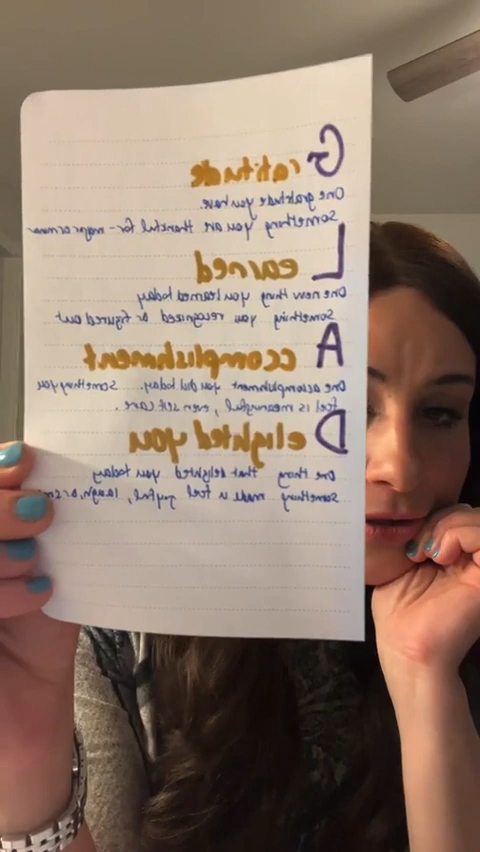 Gratitude
One gratitude you have.
Something you are thankful for - major or minor
Learned
One new thing you learned today
Something you recognized or figured out
Accomplishment
One accomplishment you did today. Something you
feel is meaningful, even self care.
Delighted you
One thing that delighted you today
Something made u feel joyful, laugh, or